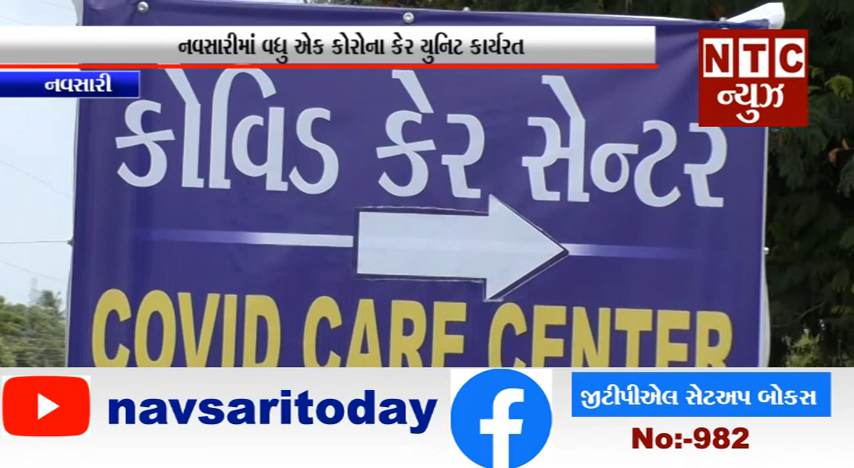 નવસારીમાં વધુ એક કોરોના કેર યુનિટ કાર્યરત
નવસારી
NTC
ન્યુઝ
કોવિડ કેર સેન્ટર
COVID CARE CENTER
navsaritoday
જીટીપીએલ સેટઅપ બોક્સ
No:-982